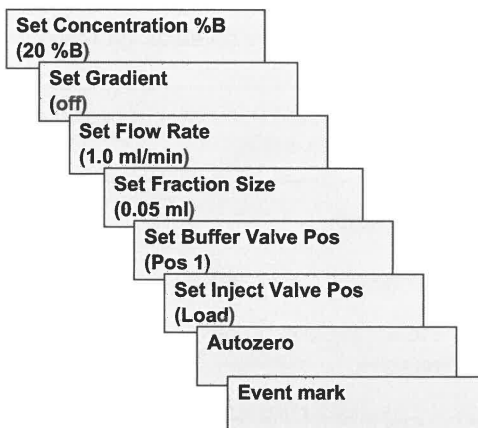 Set Concentration %B
(20 %B)
Set Gradient
(off)
Set Flow Rate
(1.0 ml/min)
Set Fraction Size
(0.05 ml)
Set Buffer Valve Pos
(Pos 1)
Set Inject Valve Pos
(Load)
Autozero
Event mark